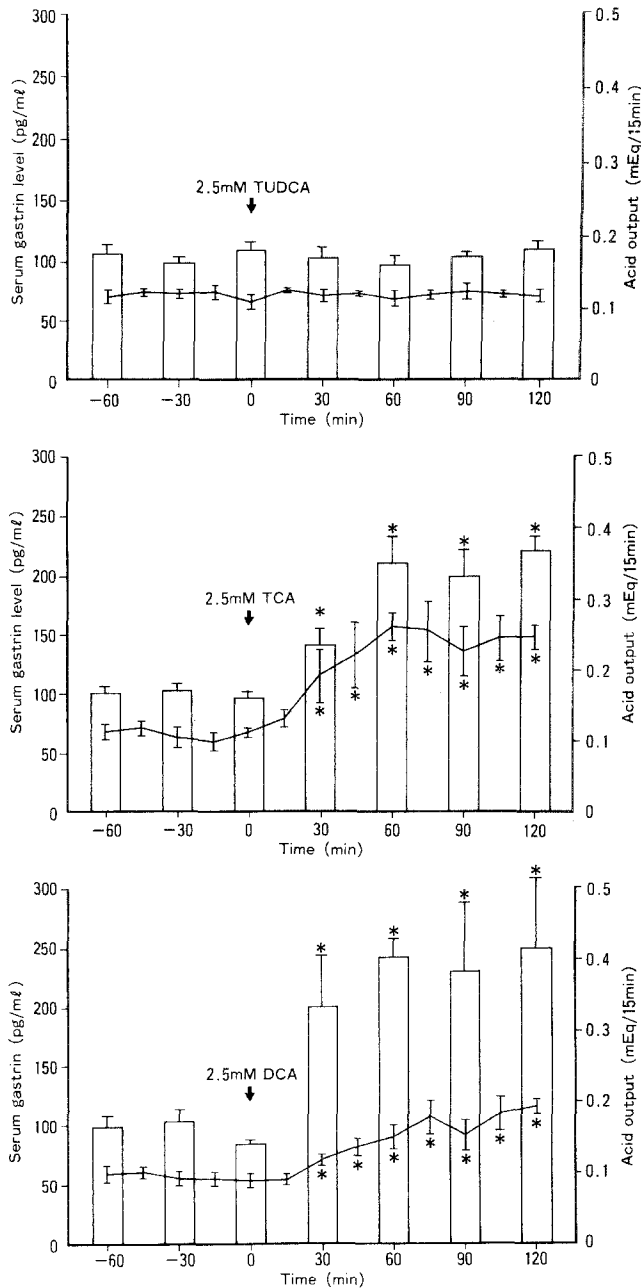 300
250
200
150
100
50
0
Serum gastrin level (pg/mℓ)
0.5
0.4
0.3
0.2
0.1
0
Acid output (mEq/15min)
2.5mM TUDCA
−60 −30 0 30 60 90 120
Time (min)
300
250
200
150
100
50
0
Serum gastrin level (pg/mℓ)
0.5
0.4
0.3
0.2
0.1
0
Acid output (mEq/15min)
2.5mM TCA
* * * *
* * * * * * *
−60 −30 0 30 60 90 120
Time (min)
300
250
200
150
100
50
0
Serum gastrin (pg/mℓ)
0.5
0.4
0.3
0.2
0.1
0
Acid output (mEq/15min)
2.5mM DCA
* * * *
* * * * * * *
−60 −30 0 30 60 90 120
Time (min)